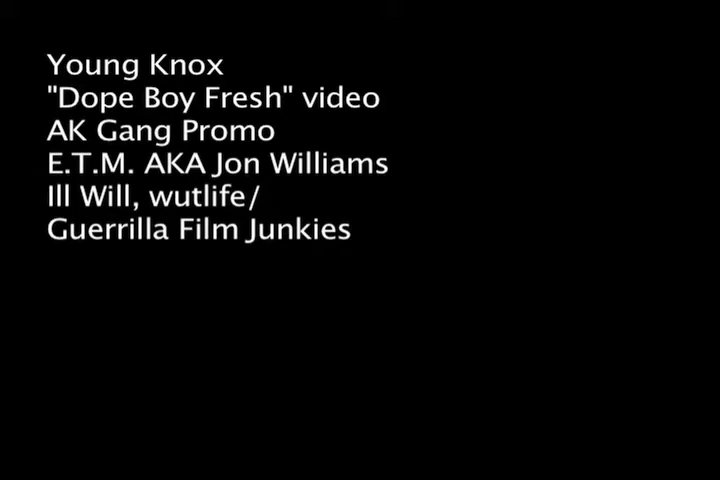 Young Knox
"Dope Boy Fresh" video
AK Gang Promo
E.T.M. AKA Jon Williams
Ill Will, wutlife/
Guerrilla Film Junkies